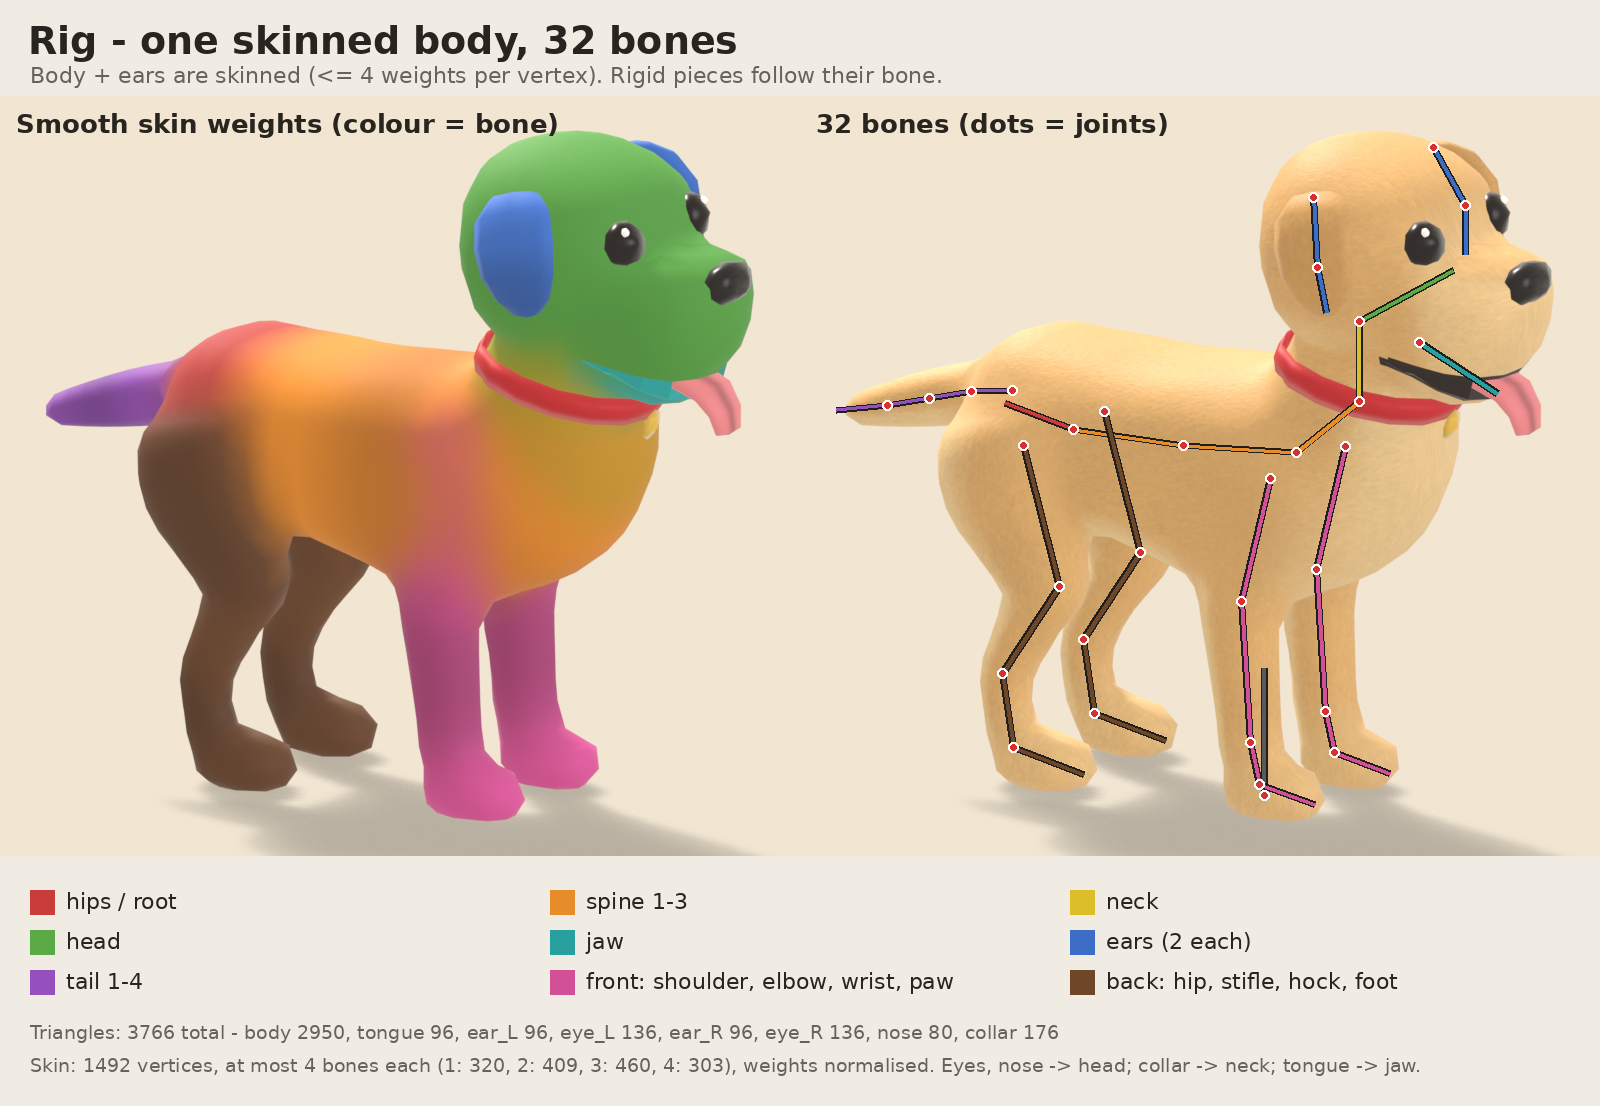 Rig - one skinned body, 32 bones
Body + ears are skinned (<= 4 weights per vertex). Rigid pieces follow their bone.
Smooth skin weights (colour = bone)
32 bones (dots = joints)
hips / root
spine 1-3
neck
head
jaw
ears (2 each)
tail 1-4
front: shoulder, elbow, wrist, paw
back: hip, stifle, hock, foot
Triangles: 3766 total - body 2950, tongue 96, ear_L 96, eye_L 136, ear_R 96, eye_R 136, nose 80, collar 176
Skin: 1492 vertices, at most 4 bones each (1: 320, 2: 409, 3: 460, 4: 303), weights normalised. Eyes, nose -> head; collar -> neck; tongue -> jaw.